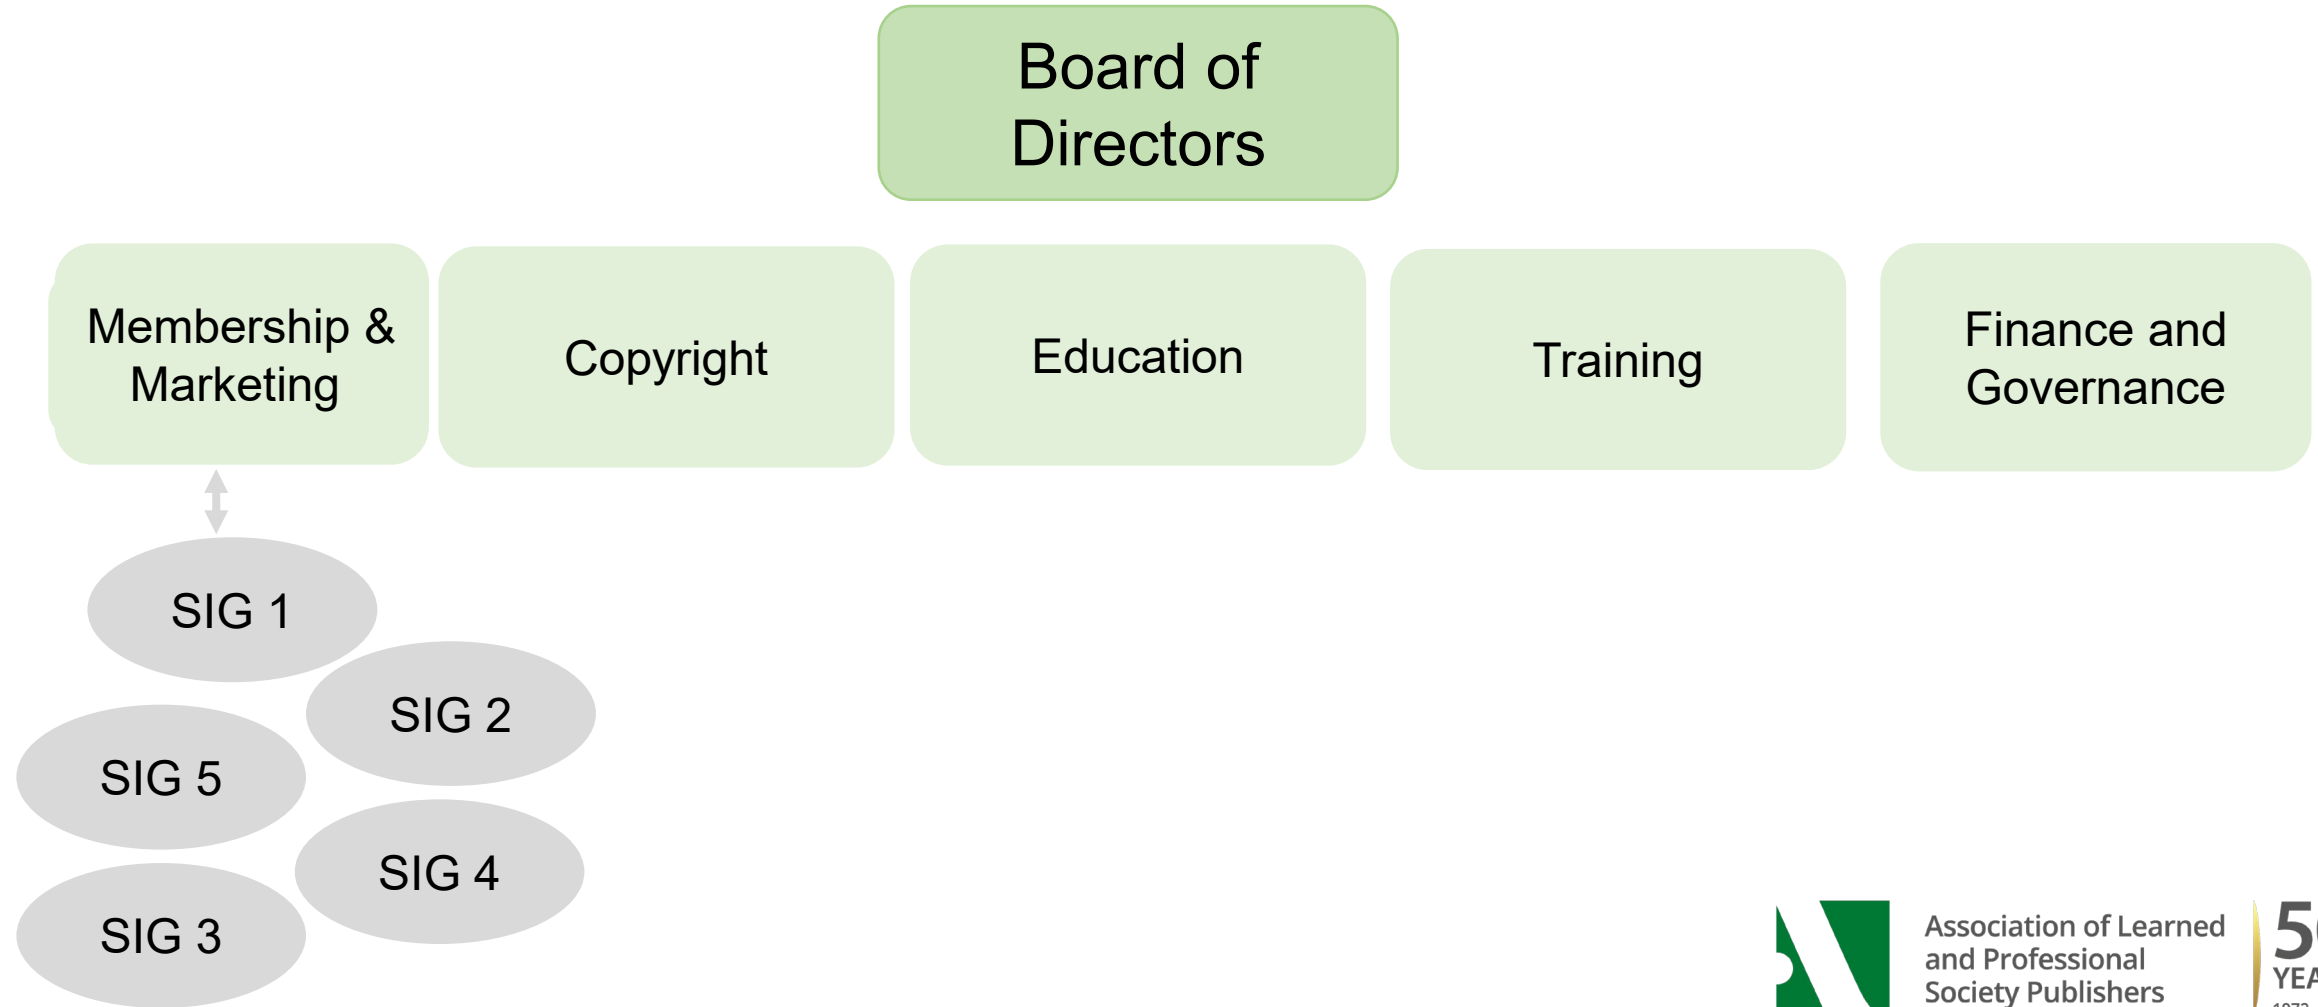 Board of
Directors
Membership &
Marketing
Copyright
Education
Training
Finance and
Governance
SIG 1
SIG 2
SIG 5
SIG 4
SIG 3
Association of Learned
and Professional
Society Publishers